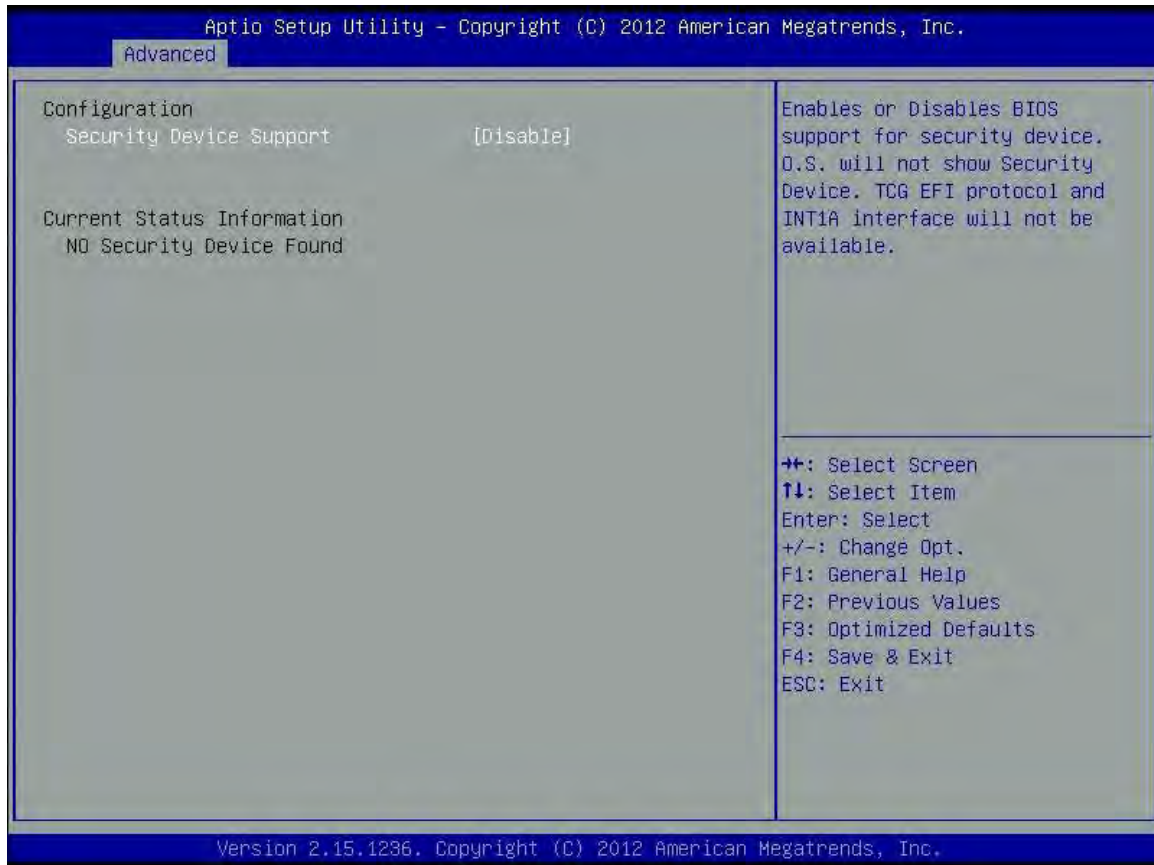 Aptio Setup Utility – Copyright (C) 2012 American Megatrends, Inc.
Advanced
Configuration
Security Device Support [Disable]
Current Status Information
NO Security Device Found
Enables or Disables BIOS
support for security device.
O.S. will not show Security
Device. TCG EFI protocol and
INT1A interface will not be
available.
→←: Select Screen
↑↓: Select Item
Enter: Select
+/-: Change Opt.
F1: General Help
F2: Previous Values
F3: Optimized Defaults
F4: Save & Exit
ESC: Exit
Version 2.15.1236. Copyright (C) 2012 American Megatrends, Inc.